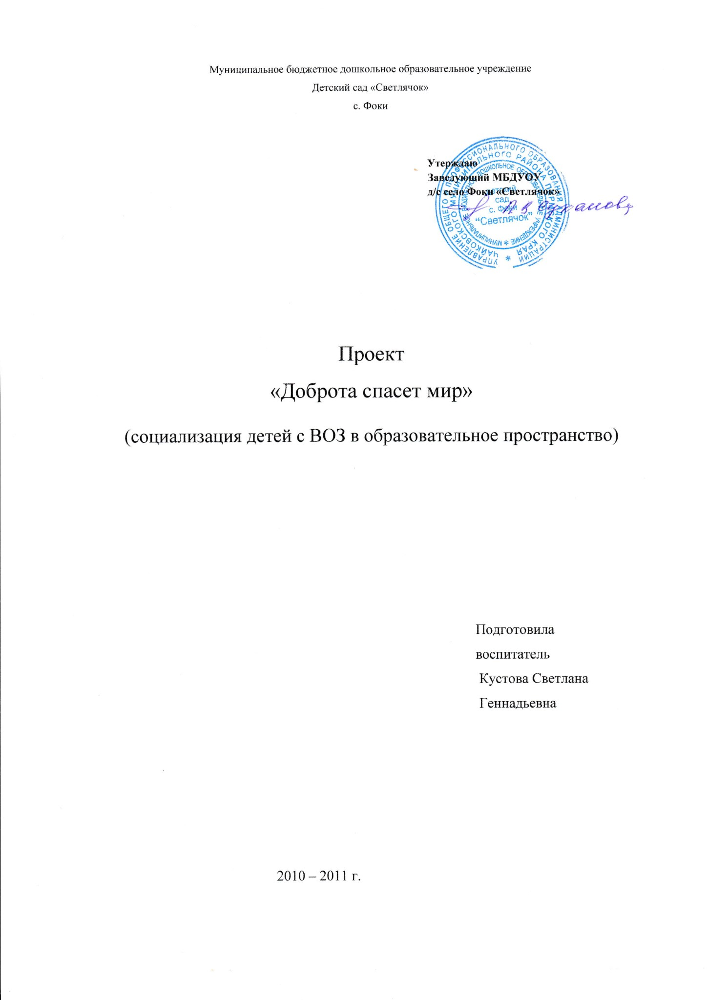 Муниципальное бюджетное дошкольное образовательное учреждение
Детский сад «Светлячок»
с. Фоки
Утерждаю
Заведующий МБДУОУ
д/с село Фоки «Светлячок»
УПРАВЛЕНИЕ ОБЩЕГО И ПРОФЕССИОНАЛЬНОГО ОБРАЗОВАНИЯ АДМИНИСТРАЦИИ
ЧАЙКОВСКОГО МУНИЦИПАЛЬНОГО РАЙОНА ПЕРМСКОГО КРАЯ
МУНИЦИПАЛЬНОЕ БЮДЖЕТНОЕ ДОШКОЛЬНОЕ ОБРАЗОВАТЕЛЬНОЕ УЧРЕЖДЕНИЕ
детский
сад
с. Фоки
“Светлячок”
Проект
«Доброта спасет мир»
(социализация детей с ВОЗ в образовательное пространство)
Подготовила
воспитатель
Кустова Светлана
Геннадьевна
2010 – 2011 г.